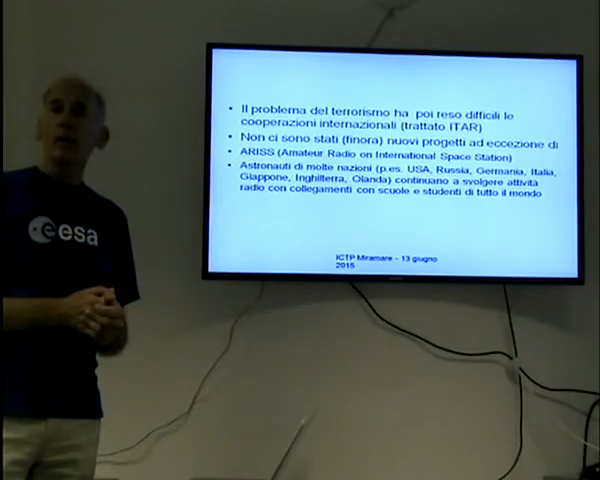 • Il problema del terrorismo ha poi reso difficili le
cooperazioni internazionali (trattato ITAR)
• Non ci sono stati (finora) nuovi progetti ad eccezione di
• ARISS (Amateur Radio on International Space Station)
• Astronauti di molte nazioni (p.es. USA, Russia, Germania, Italia,
Giappone, Inghilterra, Olanda) continuano a svolgere attività
radio con collegamenti con scuole e studenti di tutto il mondo
ICTP Miramare - 13 giugno
2015
esa